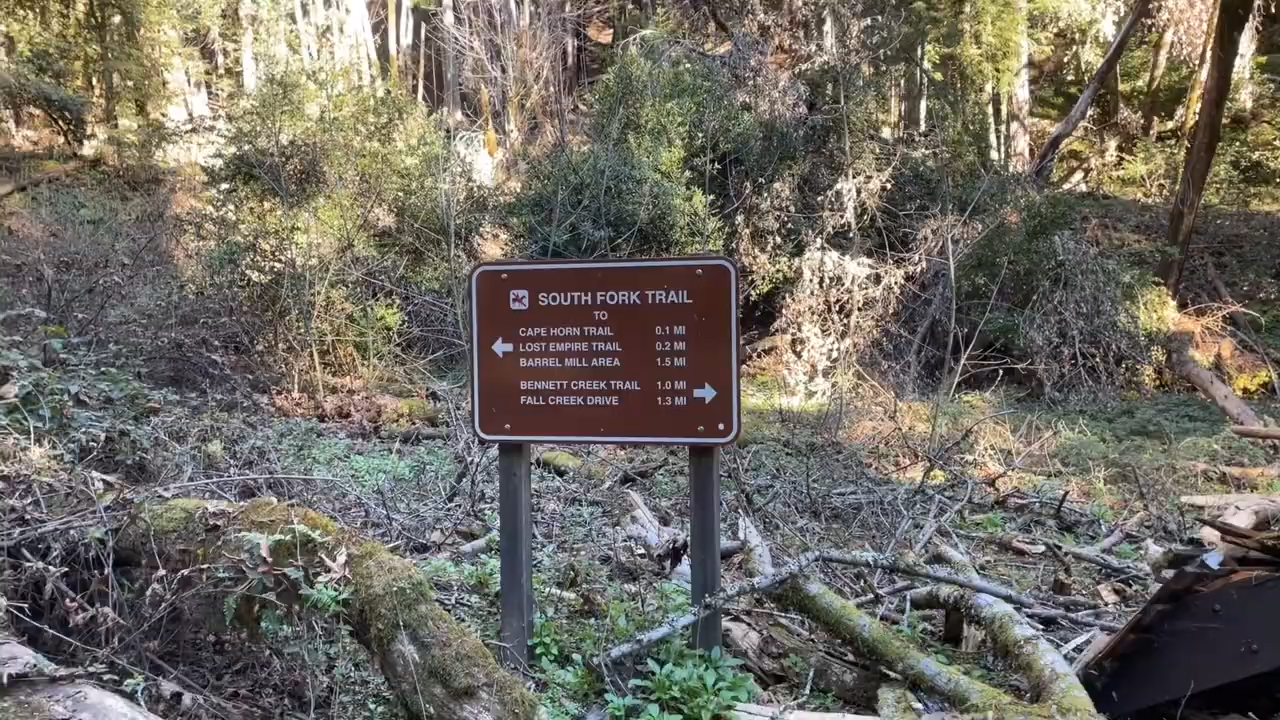 SOUTH FORK TRAIL
TO
CAPE HORN TRAIL 0.1 MI
LOST EMPIRE TRAIL 0.2 MI
BARREL MILL AREA 1.5 MI
BENNETT CREEK TRAIL 1.0 MI
FALL CREEK DRIVE 1.3 MI